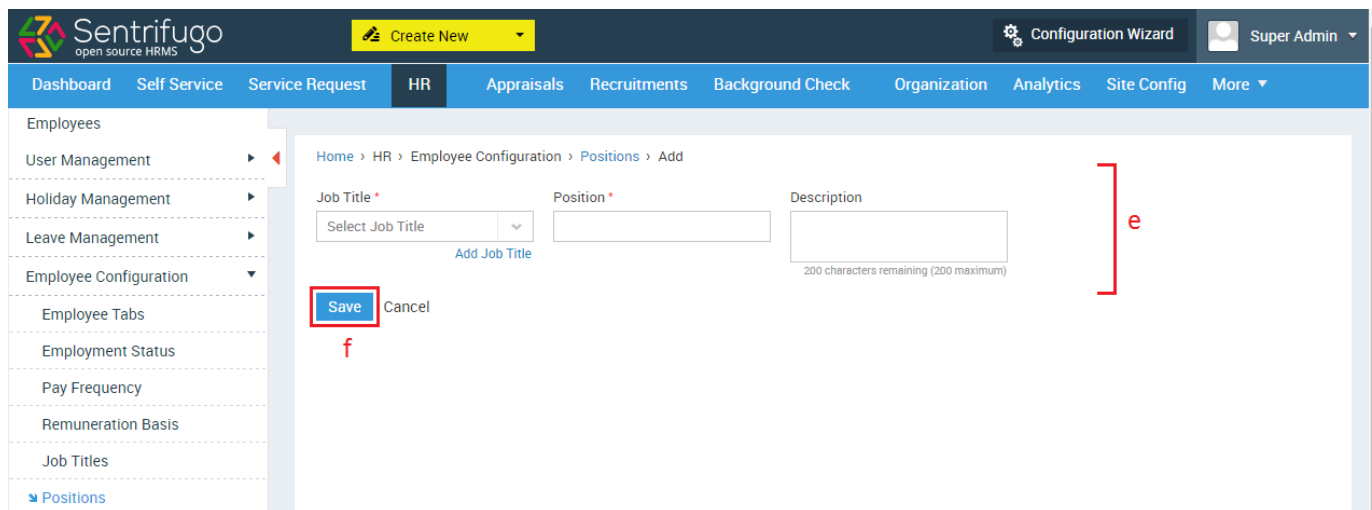 Sentrifugo
open source HRMS
Create New
Configuration Wizard
Super Admin
Dashboard Self Service Service Request HR Appraisals Recruitments Background Check Organization Analytics Site Config More
Employees
User Management
Home › HR › Employee Configuration › Positions › Add
Holiday Management
Job Title * Position * Description
Select Job Title
e
Leave Management
Add Job Title
200 characters remaining (200 maximum)
Employee Configuration
Save Cancel
f
Employee Tabs
Employment Status
Pay Frequency
Remuneration Basis
Job Titles
Positions